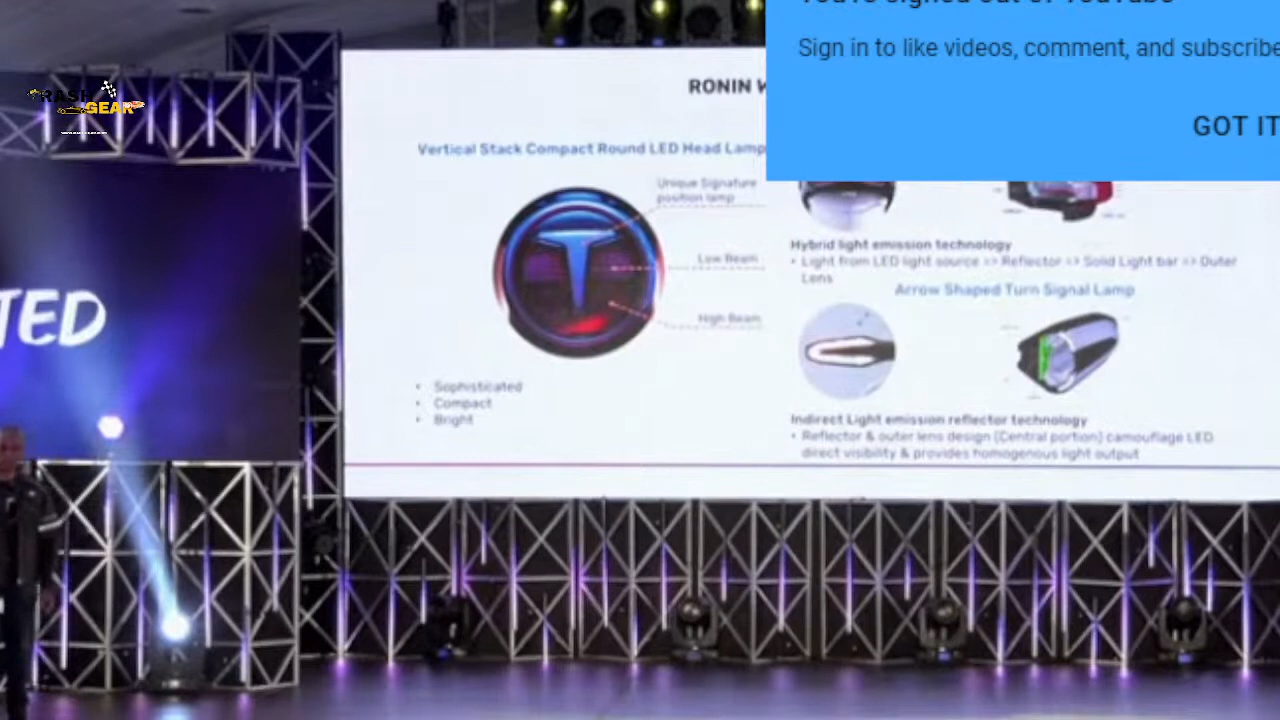 Sign in to like videos, comment, and subscribe
GOT IT
RASH
GEAR
RONIN
Vertical Stack Compact Round LED Head Lamp
Unique Signature
position lamp
Low Beam
High Beam
• Sophisticated
• Compact
• Bright
Hybrid light emission technology
• Light from LED light source => Reflector => Solid Light bar => Outer
Lens
Arrow Shaped Turn Signal Lamp
Indirect Light emission reflector technology
• Reflector & outer lens design (Central portion) camouflage LED
direct visibility & provides homogenous light output
TED